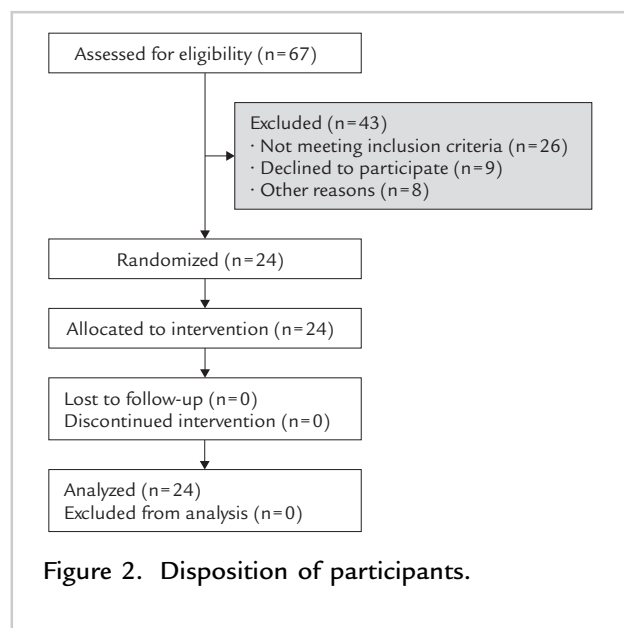 Assessed for eligibility (n=67)
Excluded (n=43)
· Not meeting inclusion criteria (n=26)
· Declined to participate (n=9)
· Other reasons (n=8)
Randomized (n=24)
Allocated to intervention (n=24)
Lost to follow-up (n=0)
Discontinued intervention (n=0)
Analyzed (n=24)
Excluded from analysis (n=0)
Figure 2. Disposition of participants.